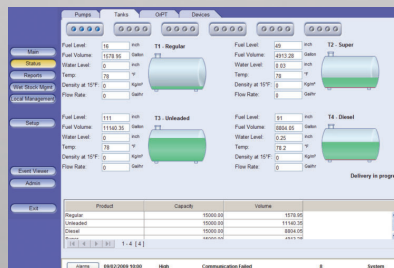 Pumps Tanks OrPT Devices
Main
Status
Reports
Wet Stock Mgmt
Local Management
Setup
Event Viewer
Admin
Exit
Fuel Level: 16 inch T1 - Regular
Fuel Volume: 1578.95 Gallon
Water Level: 0 inch
Temp: 78 °F
Density at 15°F: 0 Kg/m³
Flow Rate: 0 Gal/hr
Fuel Level: 49 inch T2 - Super
Fuel Volume: 4913.28 Gallon
Water Level: 0.03 inch
Temp: 78 °F
Density at 15°F: 0 Kg/m³
Flow Rate: 0 Gal/hr
Fuel Level: 111 inch T3 - Unleaded
Fuel Volume: 11140.35 Gallon
Water Level: 0 inch
Temp: 78 °F
Density at 15°F: 0 Kg/m³
Flow Rate: 0 Gal/hr
Fuel Level: 91 inch T4 - Diesel
Fuel Volume: 8804.05 Gallon
Water Level: 0.25 inch
Temp: 78.2 °F
Density at 15°F: 0 Kg/m³
Flow Rate: 0 Gal/hr
Delivery in progr
Product Capacity Volume
Regular 15000.00 1578.95
Unleaded 15000.00 11140.35
Diesel 15000.00 8804.05
1 - 4 [ 4 ]
Alarms 09/02/2008 10:00 High Communication Failed 0 System